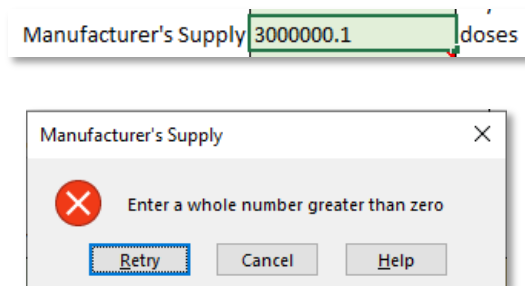 Manufacturer's Supply 3000000.1 doses
Manufacturer's Supply
Enter a whole number greater than zero
Retry Cancel Help